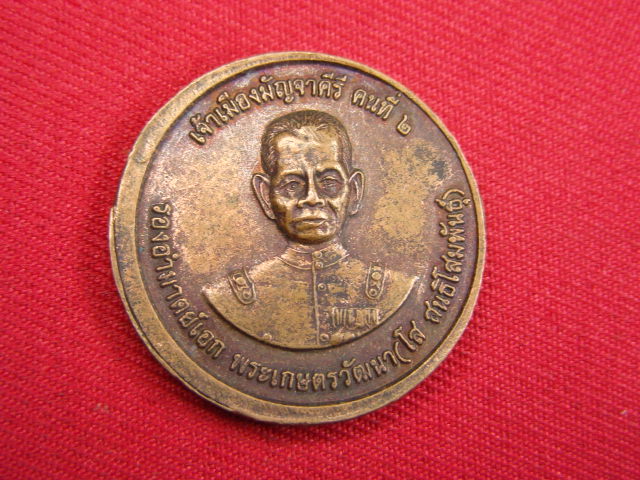 เจ้าเมืองมัญจาคีรี คนที่ ๒
รองอำมาตย์เอก พระเกษตรวัฒนา(โส สนธิโสมพันธุ์)